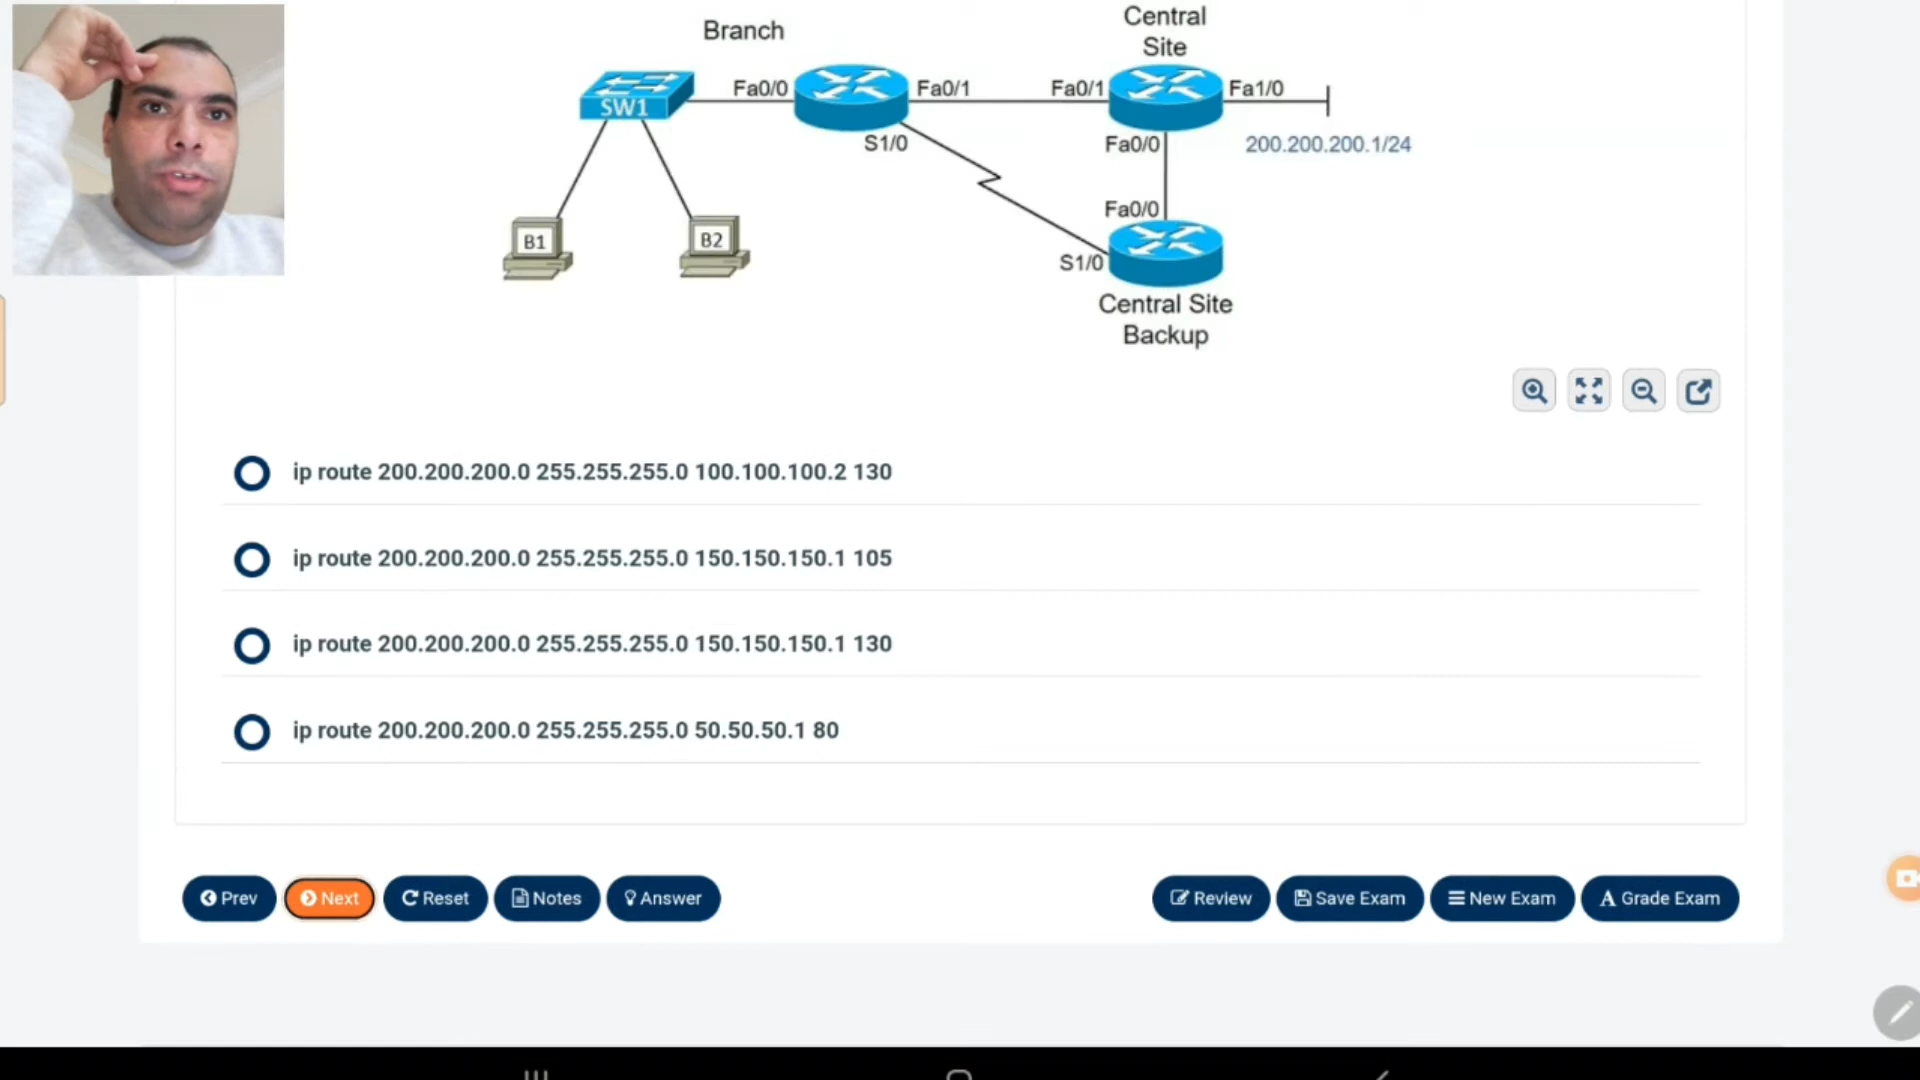 Branch
Central
Site
Fa0/0
Fa0/1
Fa0/1
Fa1/0
SW1
S1/0
Fa0/0
200.200.200.1/24
Fa0/0
B1
B2
S1/0
Central Site
Backup
ip route 200.200.200.0 255.255.255.0 100.100.100.2 130
ip route 200.200.200.0 255.255.255.0 150.150.150.1 105
ip route 200.200.200.0 255.255.255.0 150.150.150.1 130
ip route 200.200.200.0 255.255.255.0 50.50.50.1 80
Prev
Next
Reset
Notes
Answer
Review
Save Exam
New Exam
A Grade Exam